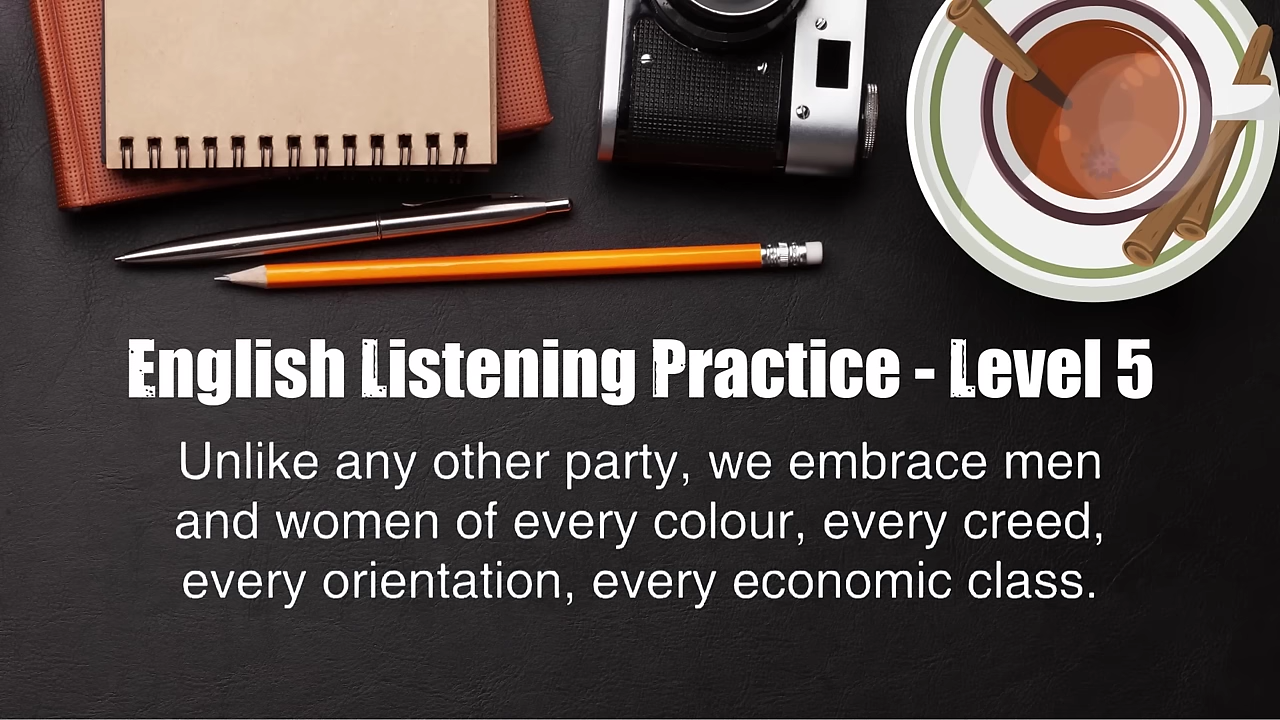 English Listening Practice - Level 5
Unlike any other party, we embrace men
and women of every colour, every creed,
every orientation, every economic class.